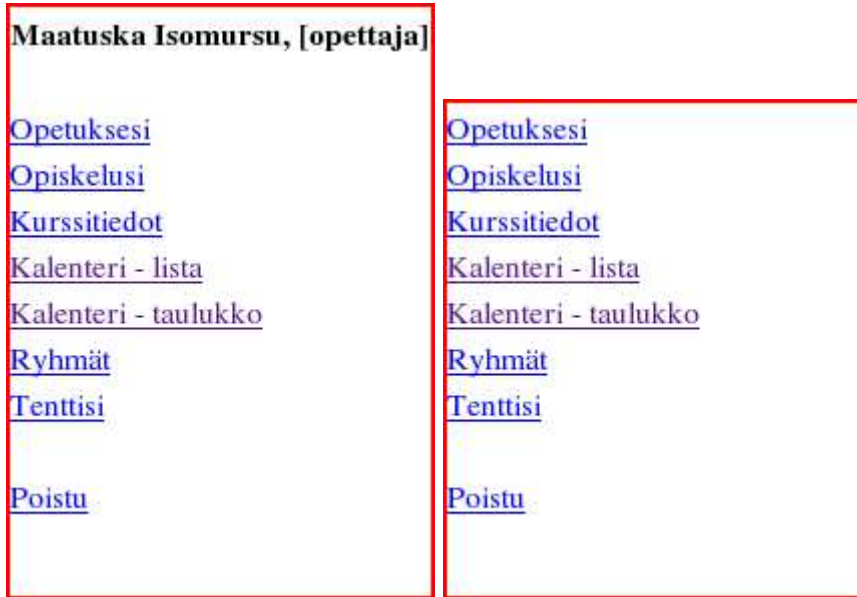 Maatuska Isomursu, [opettaja]
Opetuksesi
Opiskelusi
Kurssitiedot
Kalenteri - lista
Kalenteri - taulukko
Ryhmät
Tenttisi
Poistu
Opetuksesi
Opiskelusi
Kurssitiedot
Kalenteri - lista
Kalenteri - taulukko
Ryhmät
Tenttisi
Poistu